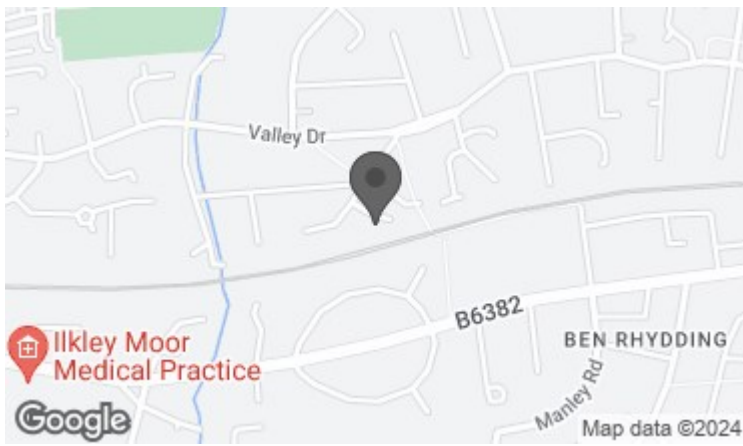 Valley Dr
B6382
BEN RHYDDING
Ilkley Moor
Medical Practice
Manley Rd
Google
Map data ©2024